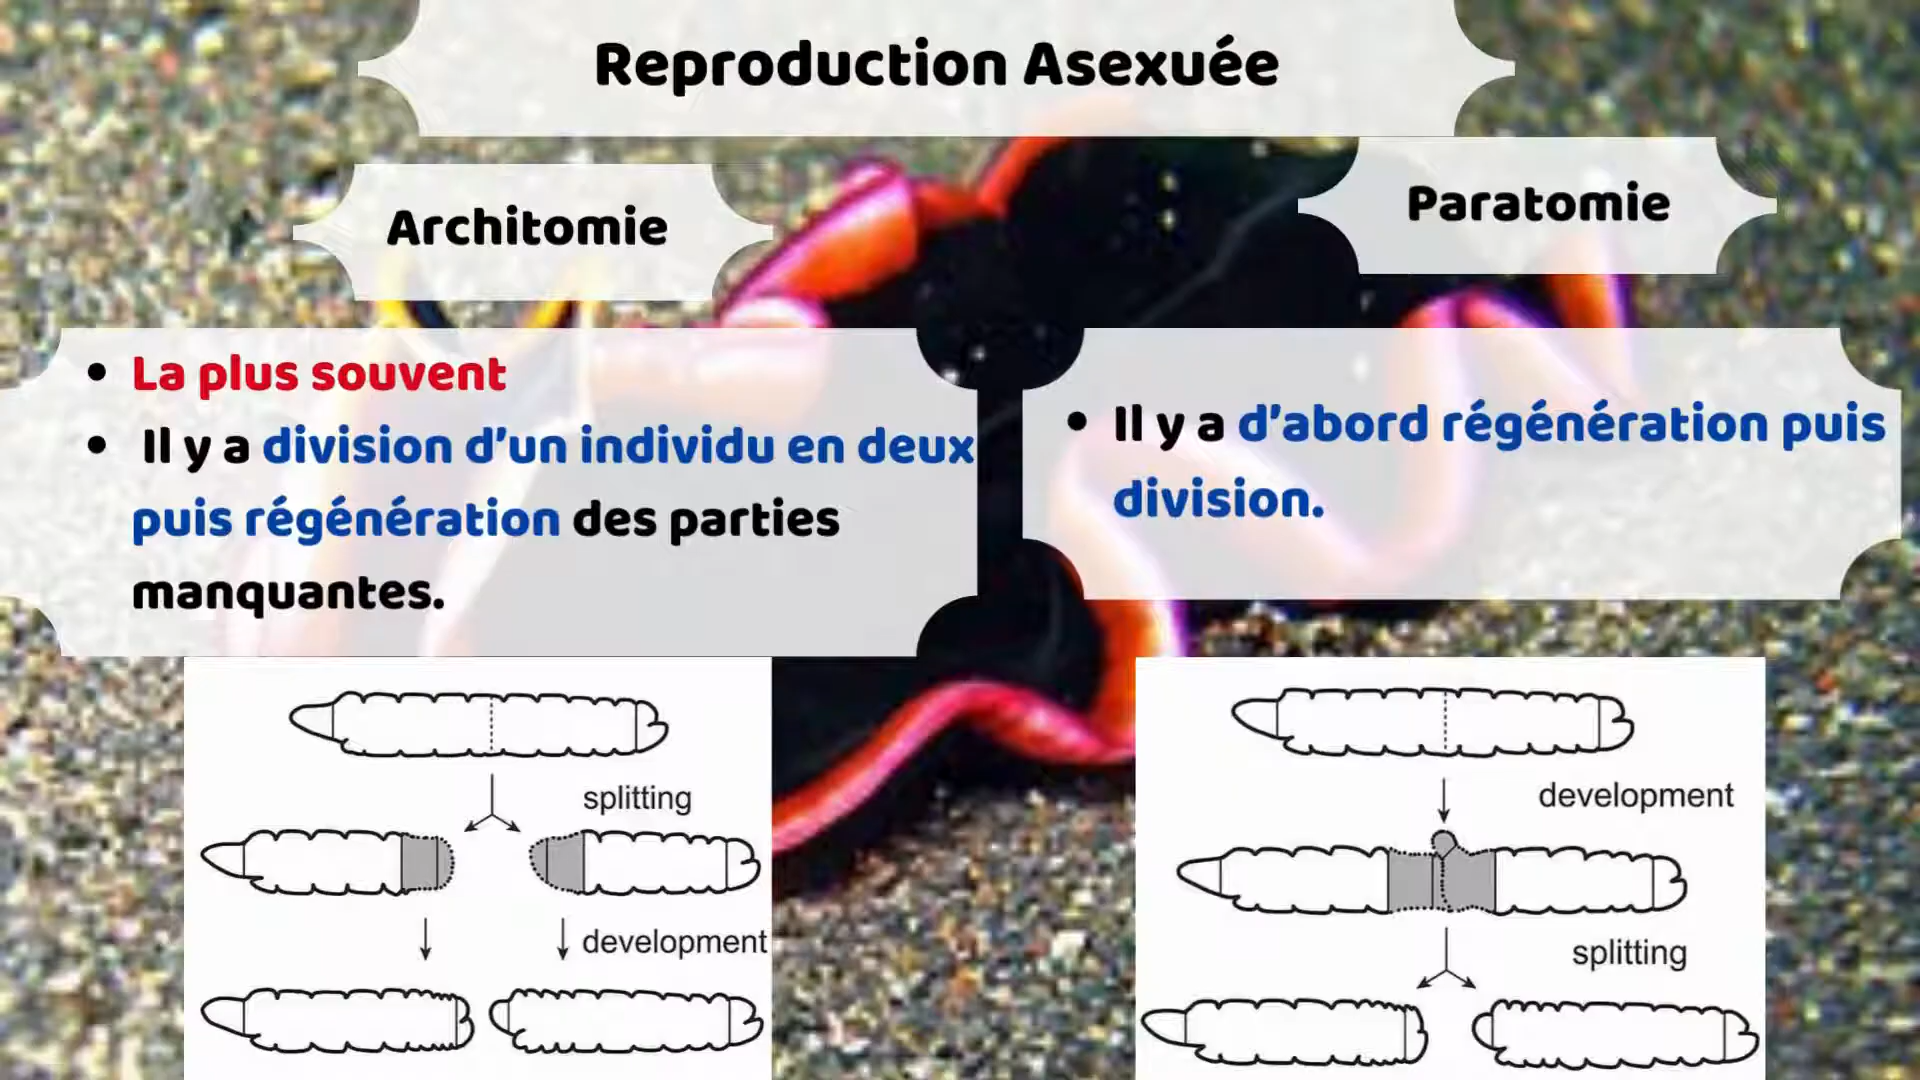 Reproduction Asexuée
Architomie
Paratomie
• La plus souvent
• Il y a division d'un individu en deux
puis régénération des parties
manquantes.
• Il y a d'abord régénération puis
division.
splitting
development
development
splitting